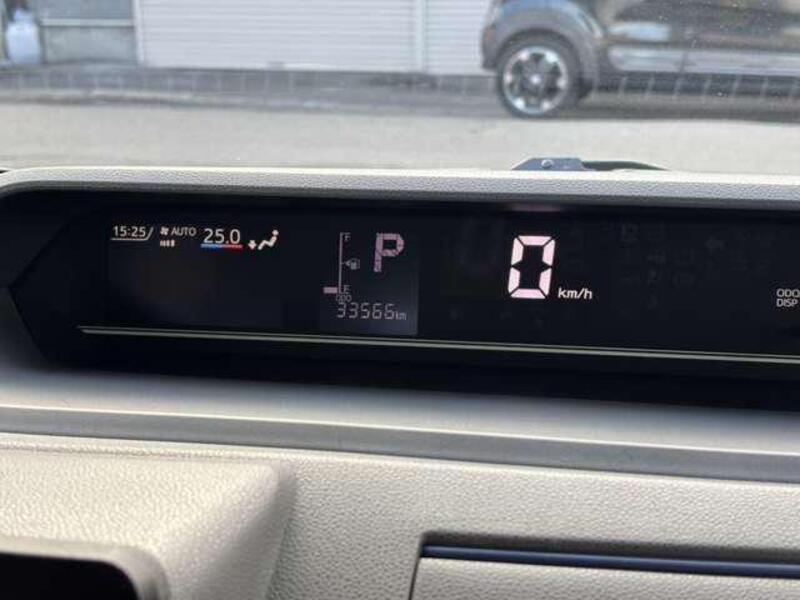 15:25/ AUTO 25.0
F
P
E
ODO
33566km
0 km/h
ODO
DISP